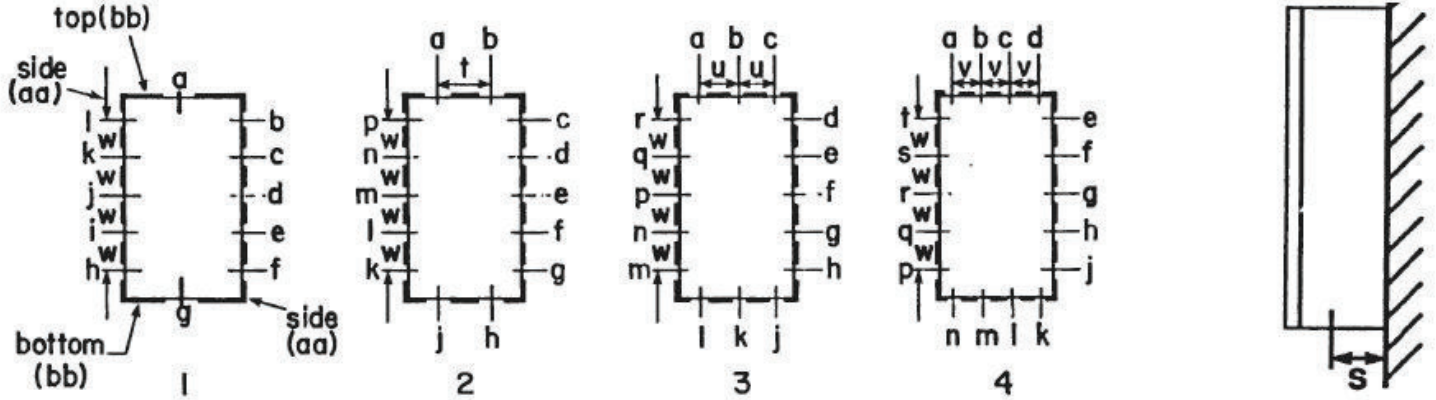 top(bb)
side
(aa)
a
l
w
k
w
j
w
i
w
h
b
c
d
e
f
g
bottom
(bb)
side
(aa)
1
a b
t
p
w
n
w
m
w
l
w
k
c
d
e
f
g
j h
2
a b c
u u
r
w
q
w
p
w
n
w
m
d
e
f
g
h
l k j
3
a b c d
v v v
t
w
s
w
r
w
q
w
p
e
f
g
h
j
n m l k
4
S